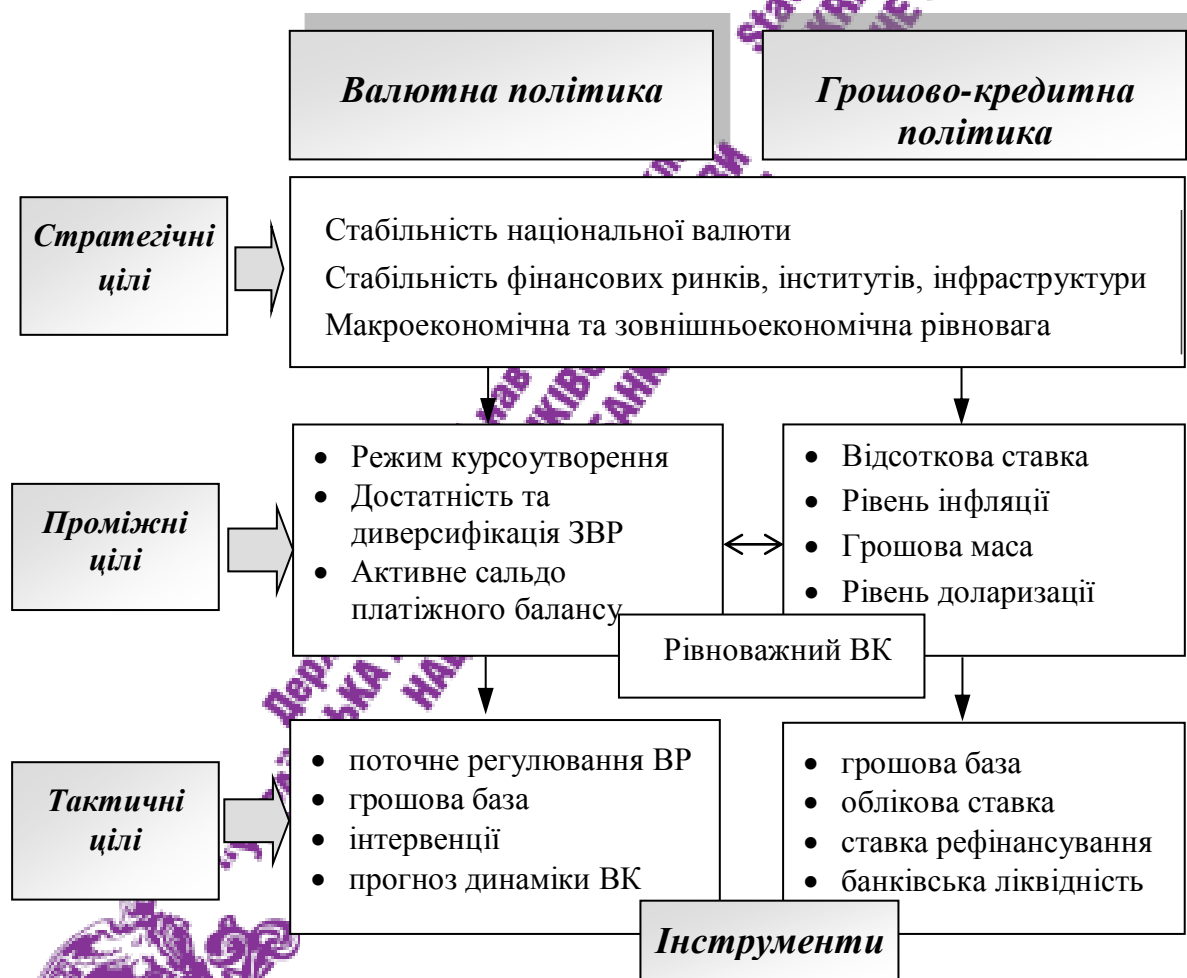 Валютна політика
Грошово-кредитна
політика
Стратегічні
цілі
Стабільність національної валюти
Стабільність фінансових ринків, інститутів, інфраструктури
Макроекономічна та зовнішньоекономічна рівновага
Проміжні
цілі
• Режим курсоутворення
• Достатність та
диверсифікація ЗВР
• Активне сальдо
платіжного балансу
• Відсоткова ставка
• Рівень інфляції
• Грошова маса
• Рівень доларизації
Рівноважний ВК
Тактичні
цілі
• поточне регулювання ВР
• грошова база
• інтервенції
• прогноз динаміки ВК
• грошова база
• облікова ставка
• ставка рефінансування
• банківська ліквідність
Інструменти